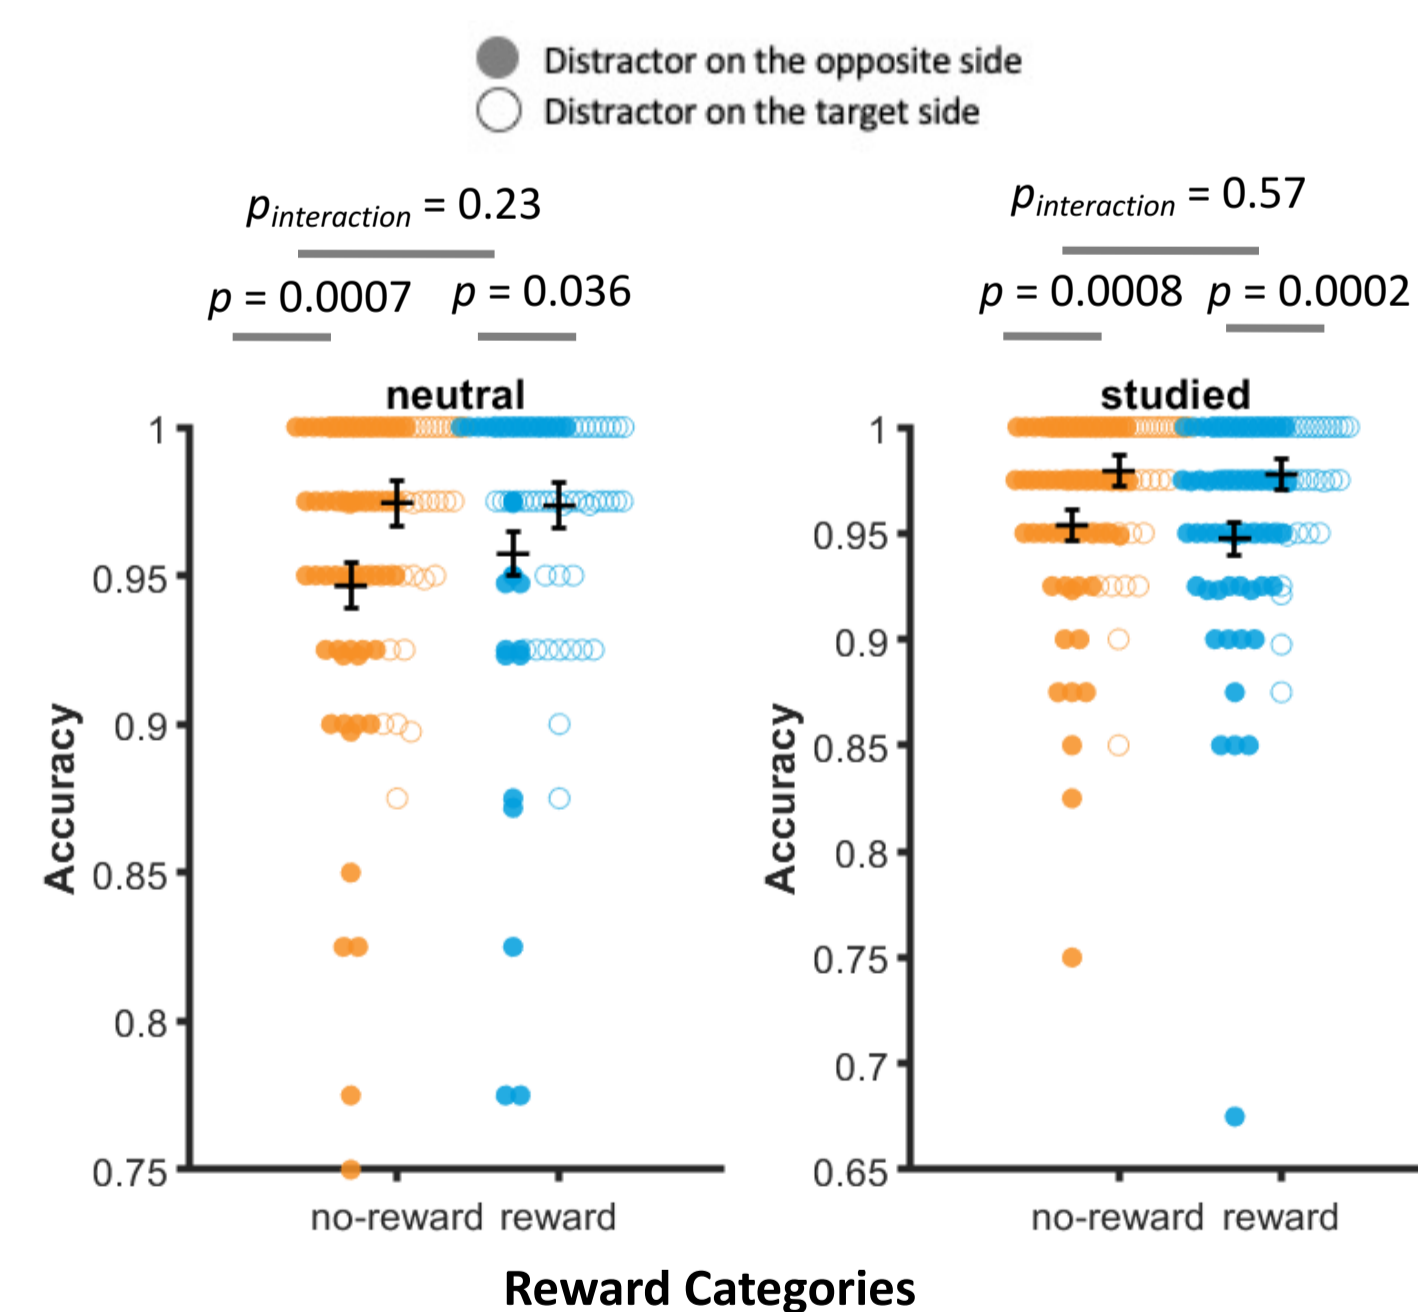 Distractor on the opposite side
Distractor on the target side
pinteraction = 0.23
pinteraction = 0.57
p = 0.0007 p = 0.036
p = 0.0008 p = 0.0002
neutral
studied
1
0.95
0.9
0.85
0.8
0.75
Accuracy
no-reward reward
1
0.95
0.9
0.85
0.8
0.75
0.7
0.65
Accuracy
no-reward reward
Reward Categories